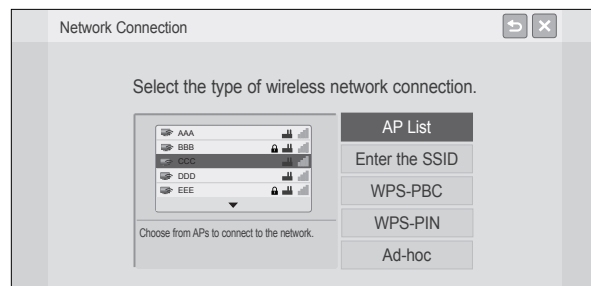 Network Connection
Select the type of wireless network connection.
AAA
BBB
CCC
DDD
EEE
Choose from APs to connect to the network.
AP List
Enter the SSID
WPS-PBC
WPS-PIN
Ad-hoc